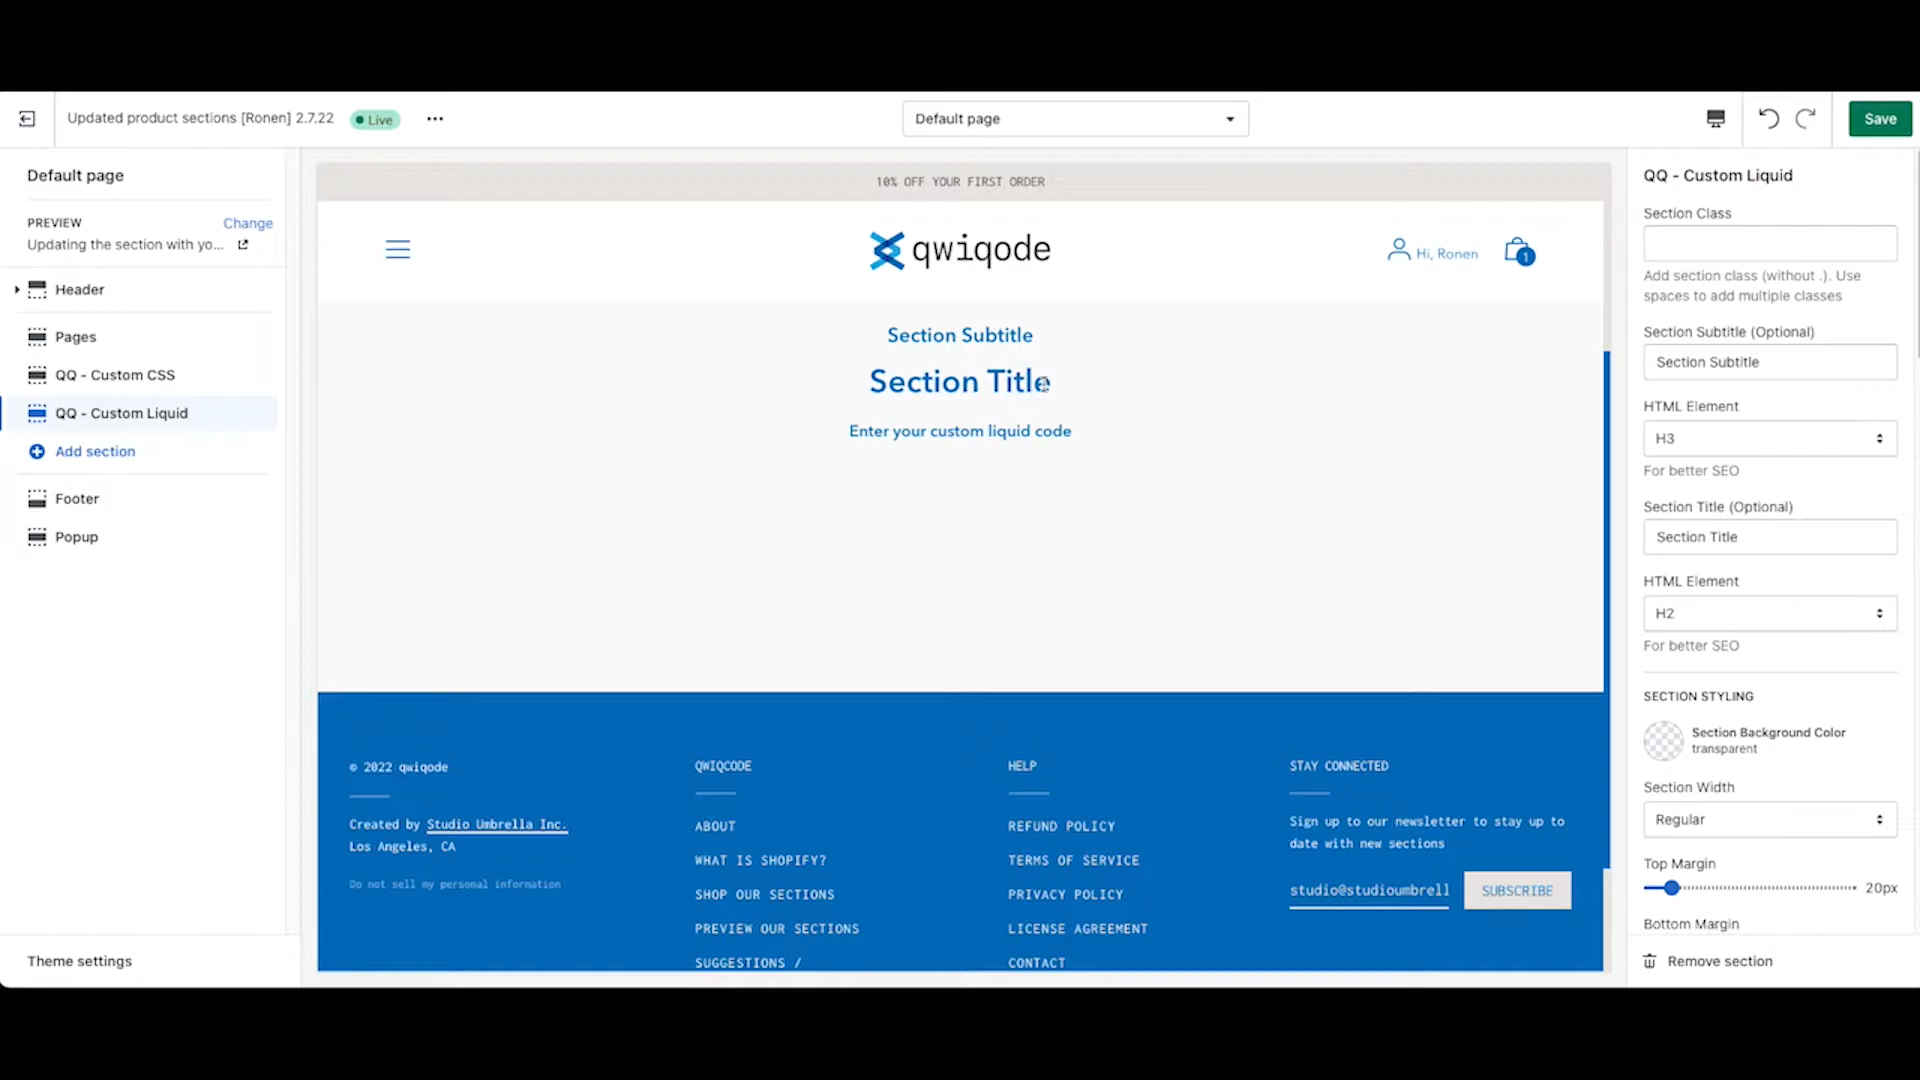 Updated product sections [Ronen] 2.7.22
Live
Default page
Save
Default page
PREVIEW
Change
Updating the section with yo...
Header
Pages
QQ - Custom CSS
QQ - Custom Liquid
Add section
Footer
Popup
Theme settings
10% OFF YOUR FIRST ORDER
qwiqode
Hi, Ronen
1
Section Subtitle
Section Title
Enter your custom liquid code
© 2022 qwiqode
Created by Studio Umbrella Inc.
Los Angeles, CA
Do not sell my personal information
QWIQCODE
ABOUT
WHAT IS SHOPIFY?
SHOP OUR SECTIONS
PREVIEW OUR SECTIONS
SUGGESTIONS /
HELP
REFUND POLICY
TERMS OF SERVICE
PRIVACY POLICY
LICENSE AGREEMENT
CONTACT
STAY CONNECTED
Sign up to our newsletter to stay up to
date with new sections
studio@studioumbrell
SUBSCRIBE
QQ - Custom Liquid
Section Class
Add section class (without .). Use
spaces to add multiple classes
Section Subtitle (Optional)
Section Subtitle
HTML Element
H3
For better SEO
Section Title (Optional)
Section Title
HTML Element
H2
For better SEO
SECTION STYLING
Section Background Color
transparent
Section Width
Regular
Top Margin
20px
Bottom Margin
Remove section